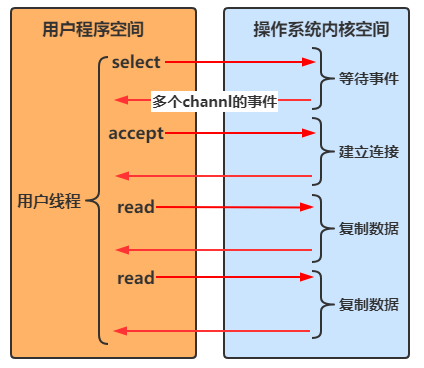 用户程序空间
操作系统内核空间
select
等待事件
多个channl的事件
accept
建立连接
用户线程
read
复制数据
read
复制数据